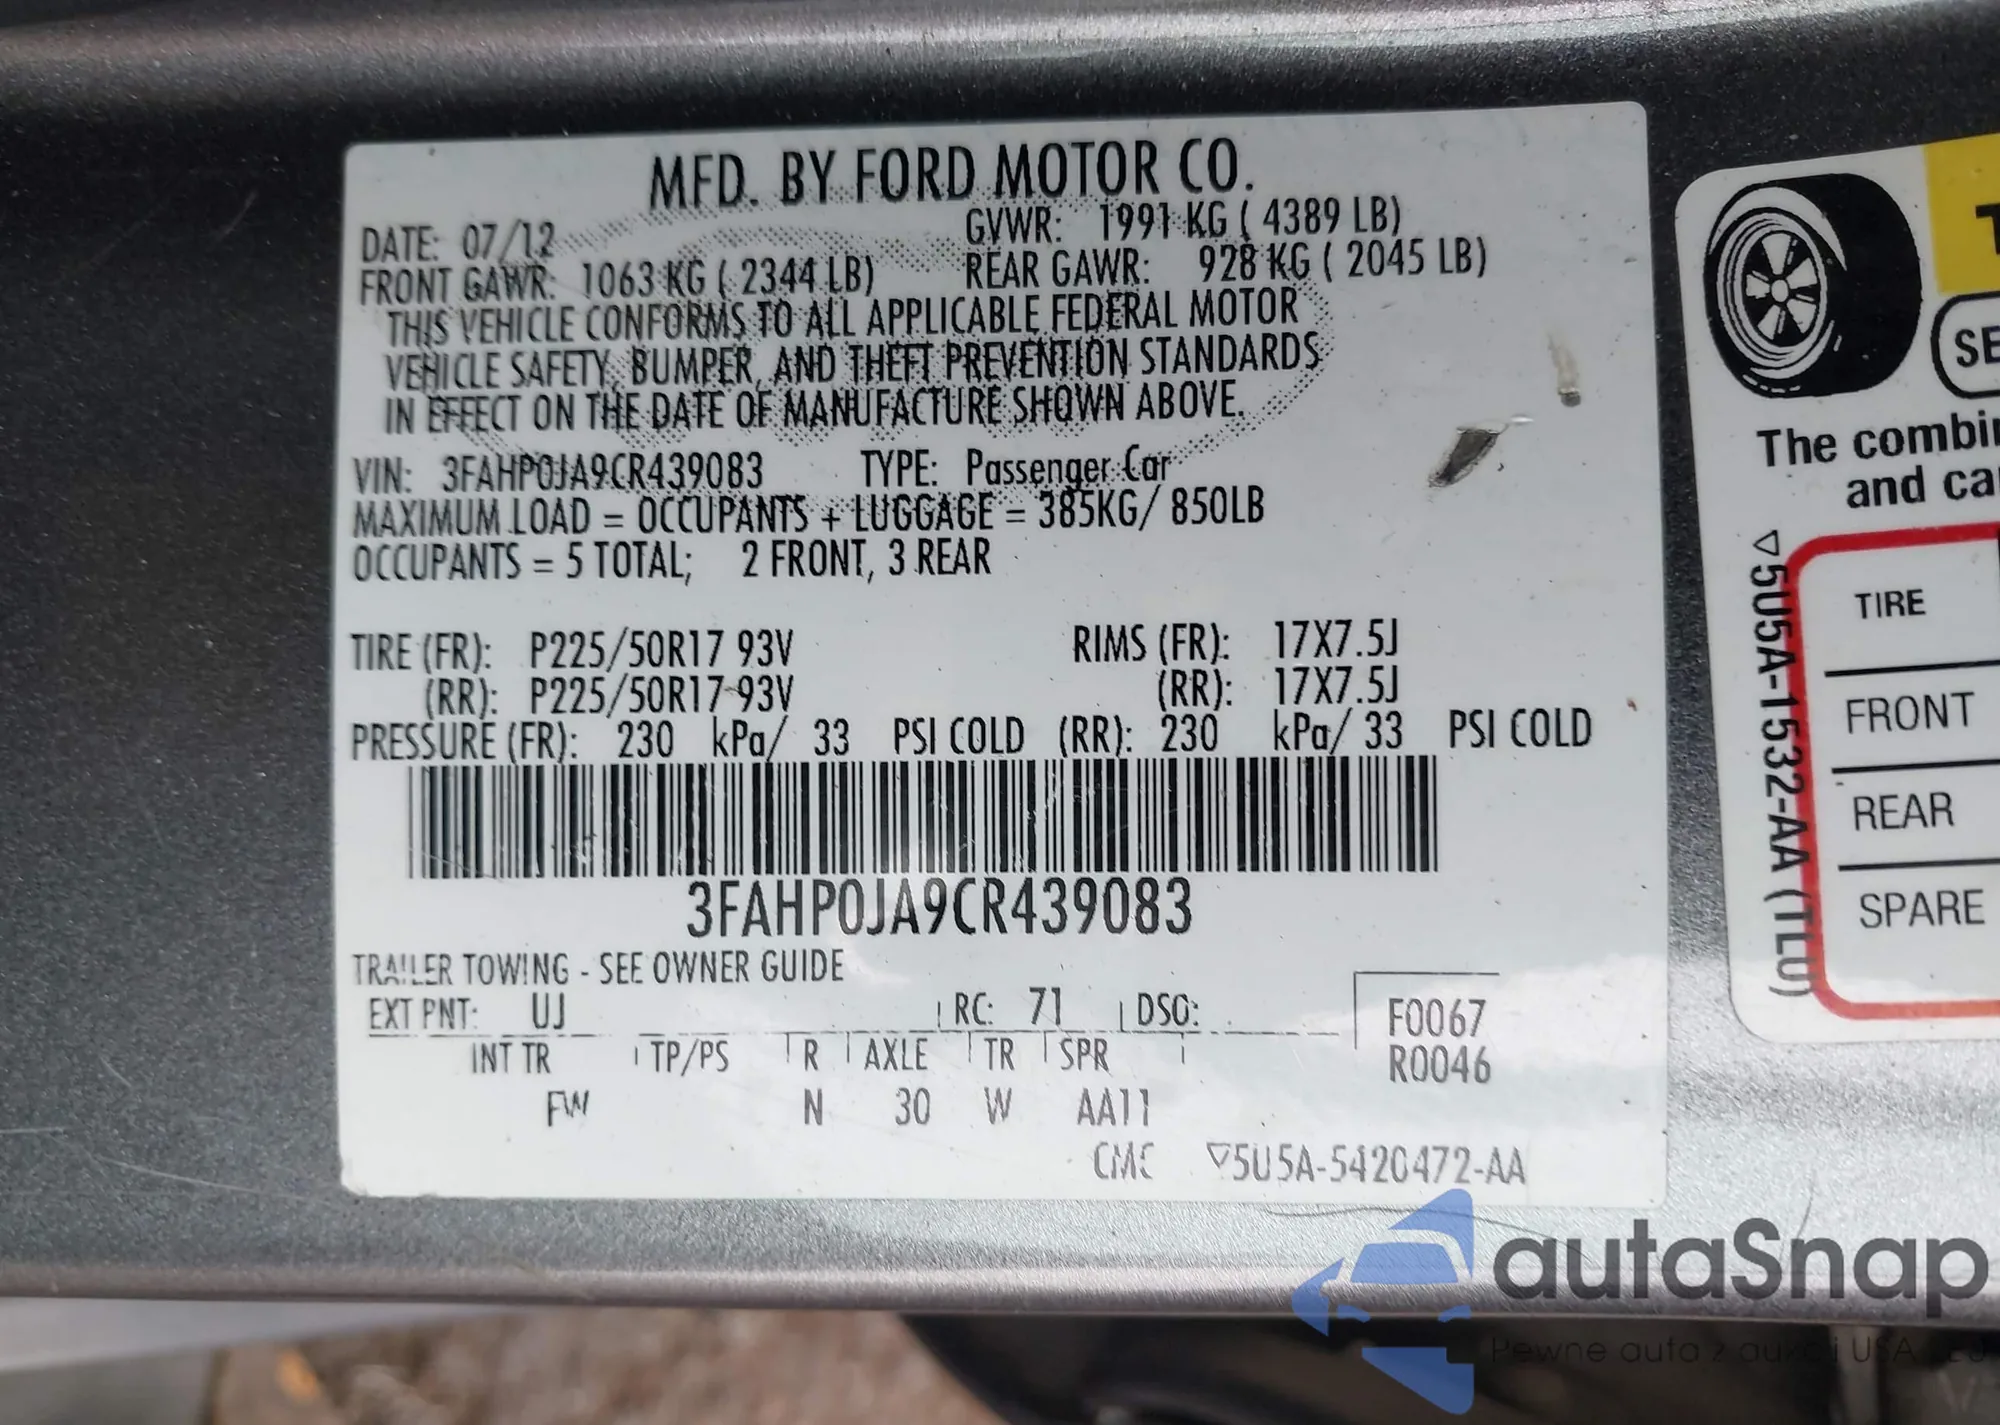 MFD. BY FORD MOTOR CO.
DATE: 07/12 GVWR: 1991 KG ( 4389 LB)
FRONT GAWR: 1063 KG ( 2344 LB) REAR GAWR: 928 KG ( 2045 LB)
THIS VEHICLE CONFORMS TO ALL APPLICABLE FEDERAL MOTOR
VEHICLE SAFETY, BUMPER, AND THEFT PREVENTION STANDARDS
IN EFFECT ON THE DATE OF MANUFACTURE SHOWN ABOVE.
VIN: 3FAHP0JA9CR439083 TYPE: Passenger Car
MAXIMUM LOAD = OCCUPANTS + LUGGAGE = 385KG/ 850LB
OCCUPANTS = 5 TOTAL; 2 FRONT, 3 REAR
TIRE (FR): P225/50R17 93V RIMS (FR): 17X7.5J
(RR): P225/50R17 93V (RR): 17X7.5J
PRESSURE (FR): 230 kPa/ 33 PSI COLD (RR): 230 kPa/ 33 PSI COLD
3FAHP0JA9CR439083
TRAILER TOWING - SEE OWNER GUIDE
EXT PNT: UJ RC: 71 DSO: F0067
INT TR TP/PS R AXLE TR SPR R0046
FW N 30 W AA11
CMC ▽5U5A-5420472-AA
SE
The combin
and ca
▽5U5A-1532-AA (TLU)
TIRE
FRONT
REAR
SPARE
autaSnap
Pewne auta z aukcji USA